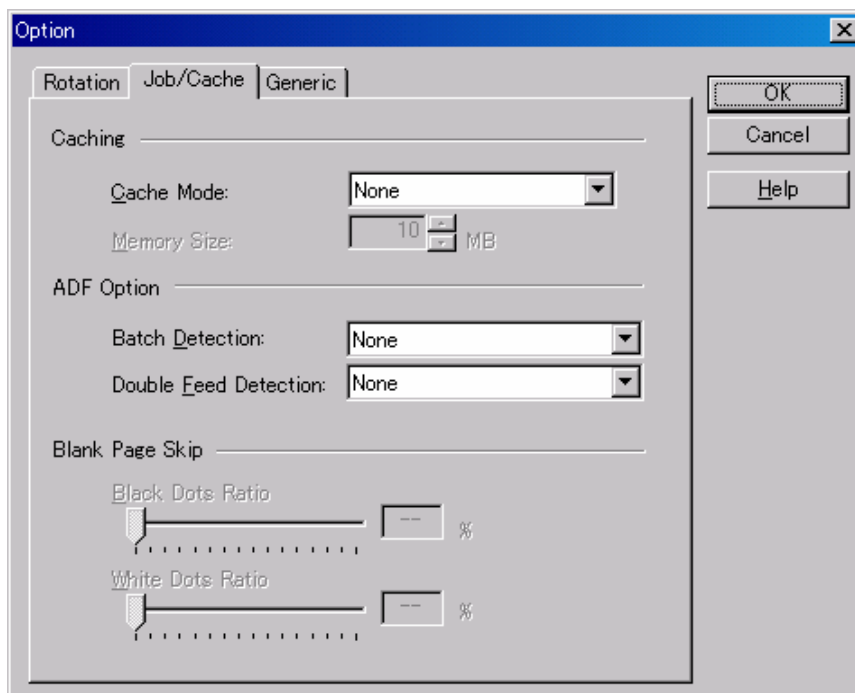 Option
Rotation Job/Cache Generic
OK
Cancel
Help
Caching
Cache Mode: None
Memory Size: 10 MB
ADF Option
Batch Detection: None
Double Feed Detection: None
Blank Page Skip
Black Dots Ratio
-- %
White Dots Ratio
-- %